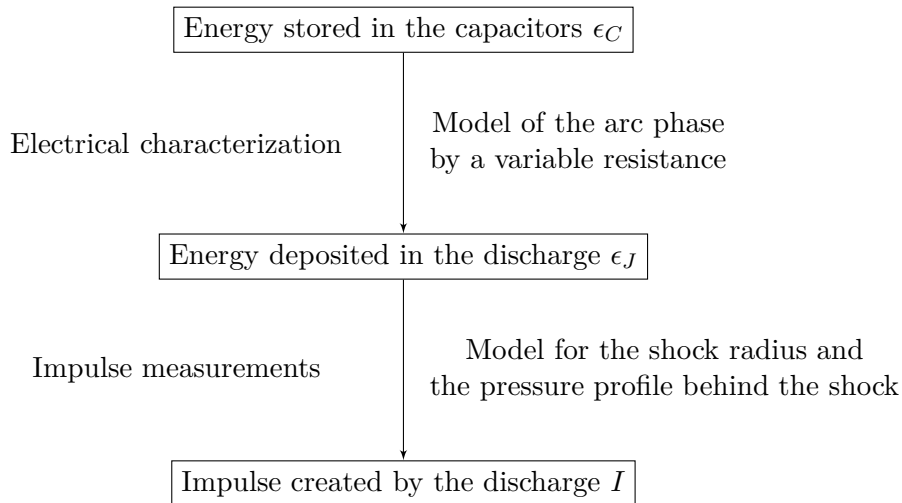 Energy stored in the capacitors ϵ_C
Electrical characterization
Model of the arc phase
by a variable resistance
Energy deposited in the discharge ϵ_J
Impulse measurements
Model for the shock radius and
the pressure profile behind the shock
Impulse created by the discharge I